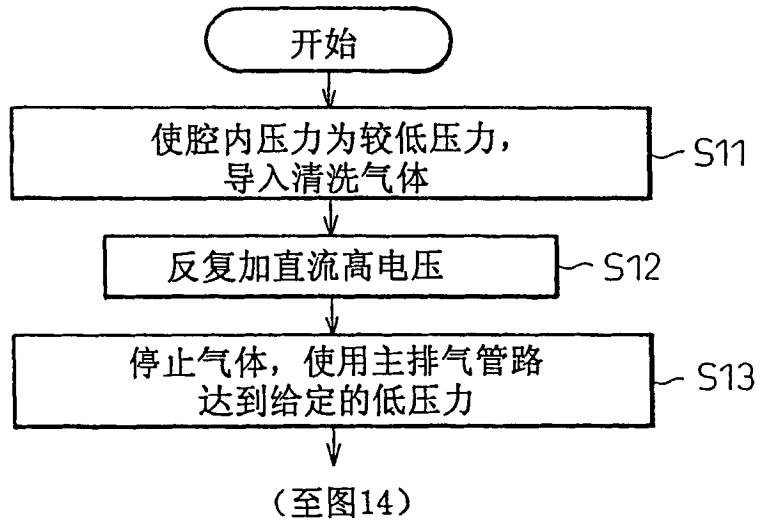 开始
使腔内压力为较低压力，
导入清洗气体
S11
反复加直流高电压
S12
停止气体，使用主排气管路
达到给定的低压力
S13
（至图14）